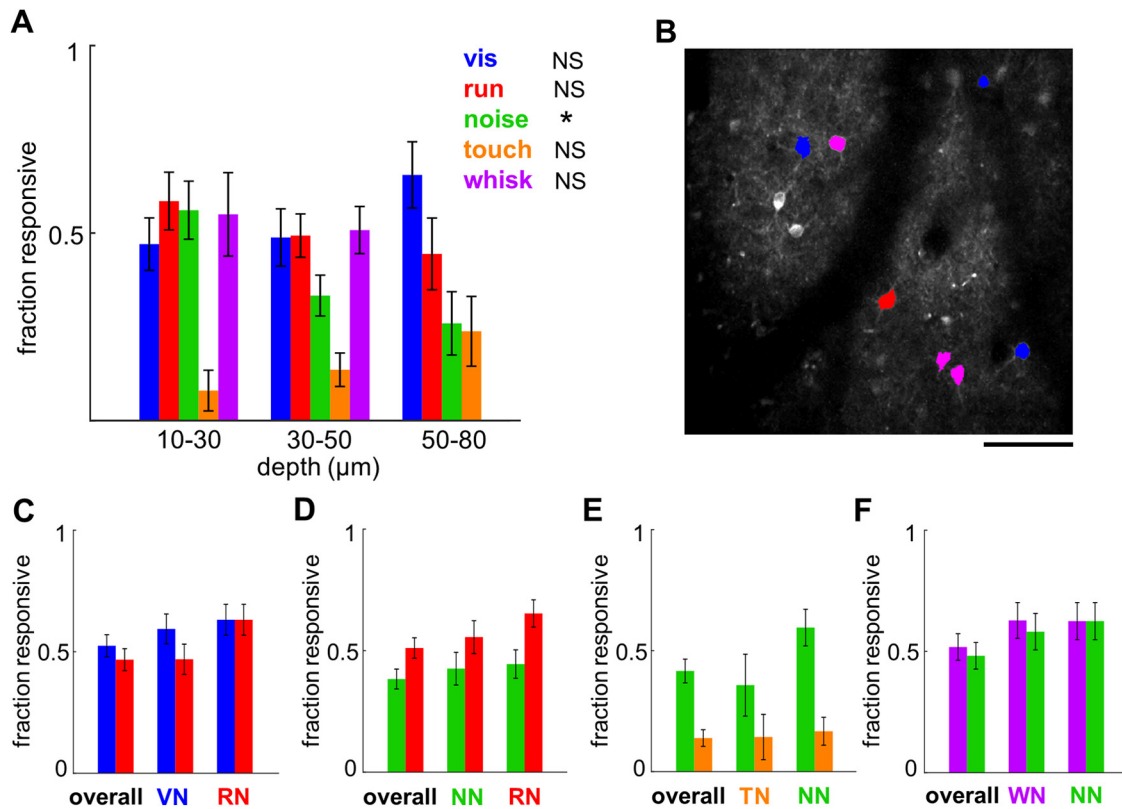 A
B
1
vis NS
run NS
noise *
touch NS
whisk NS
0.5
fraction responsive
10-30 30-50 50-80
depth (µm)
C D E F
1 1 1 1
fraction responsive fraction responsive fraction responsive fraction responsive
0.5 0.5 0.5 0.5
0 0 0 0
overall VN RN overall NN RN overall TN NN overall WN NN